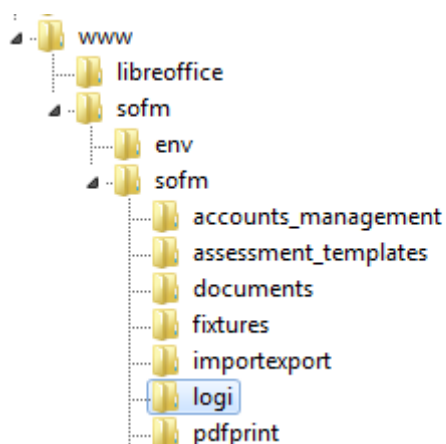 www
libreoffice
sofm
env
sofm
accounts_management
assessment_templates
documents
fixtures
importexport
logi
pdfprint